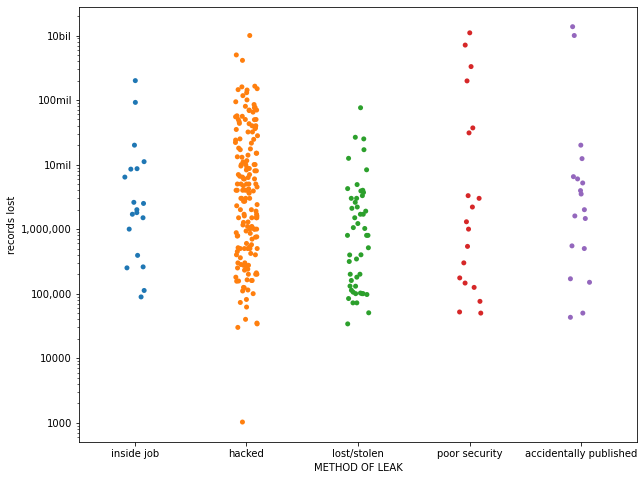 10bil
100mil
10mil
1,000,000
100,000
10000
1000
records lost
inside job
hacked
lost/stolen
poor security
accidentally published
METHOD OF LEAK